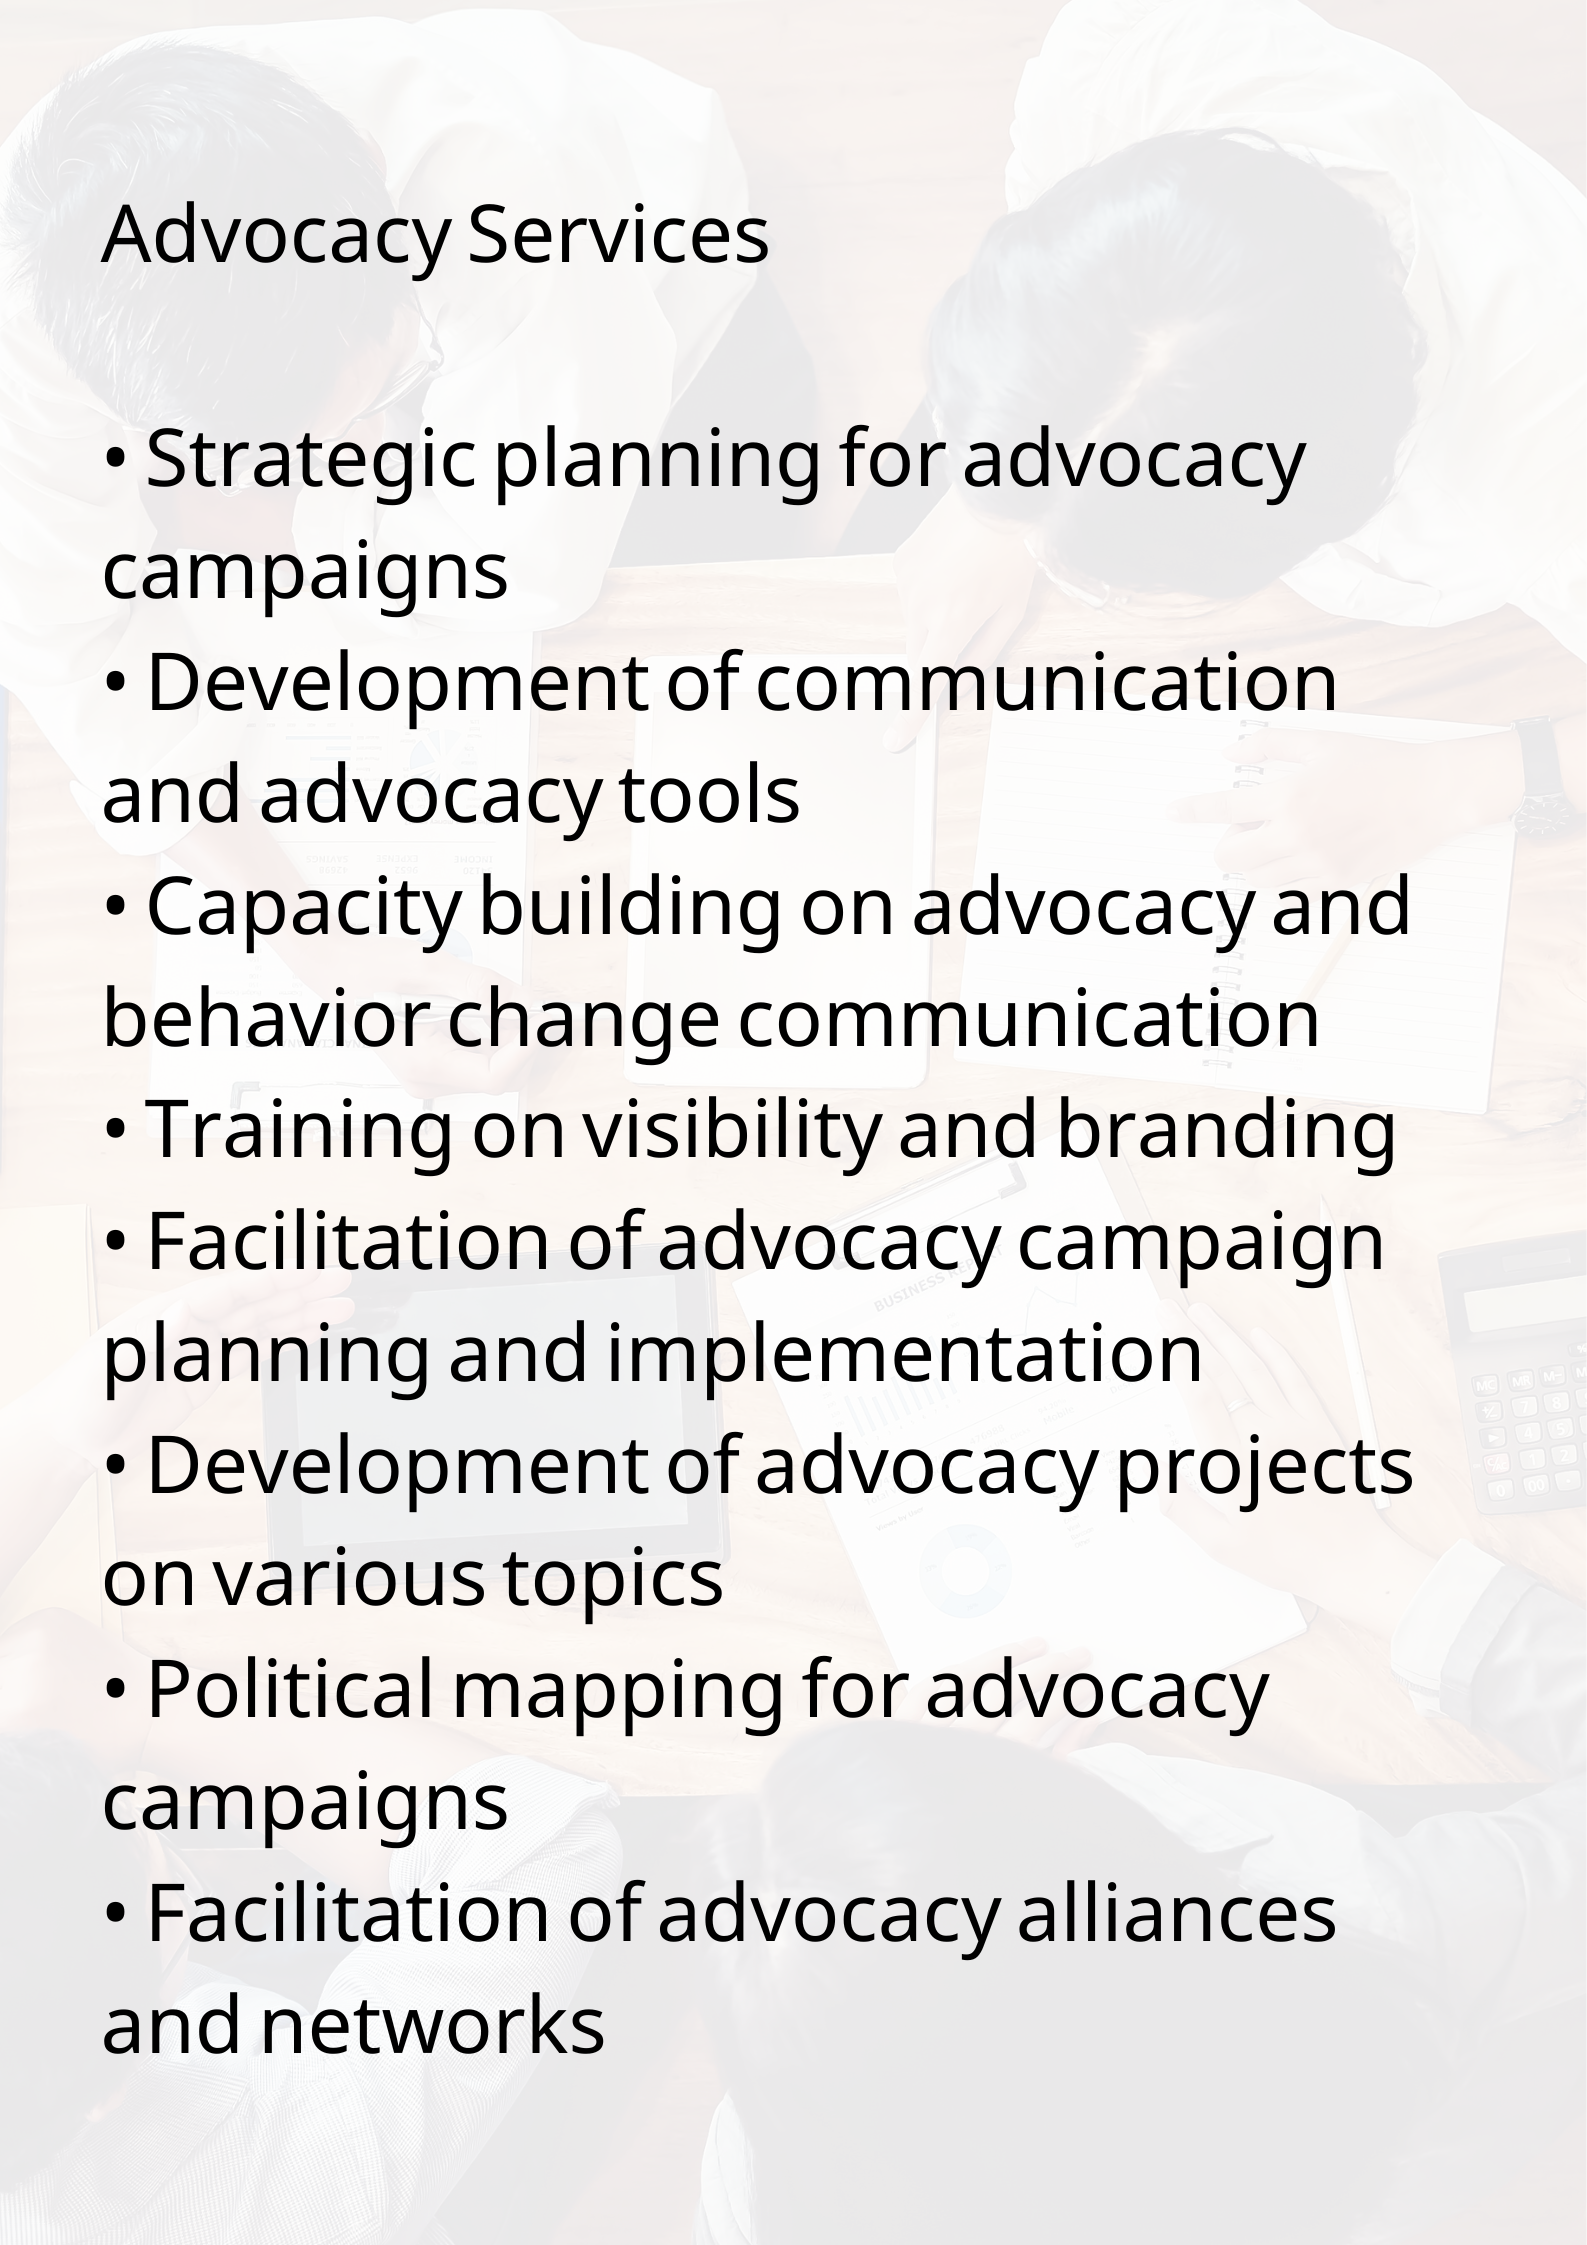 Advocacy Services
• Strategic planning for advocacy
campaigns
• Development of communication
and advocacy tools
• Capacity building on advocacy and
behavior change communication
• Training on visibility and branding
• Facilitation of advocacy campaign
planning and implementation
• Development of advocacy projects
on various topics
• Political mapping for advocacy
campaigns
• Facilitation of advocacy alliances
and networks